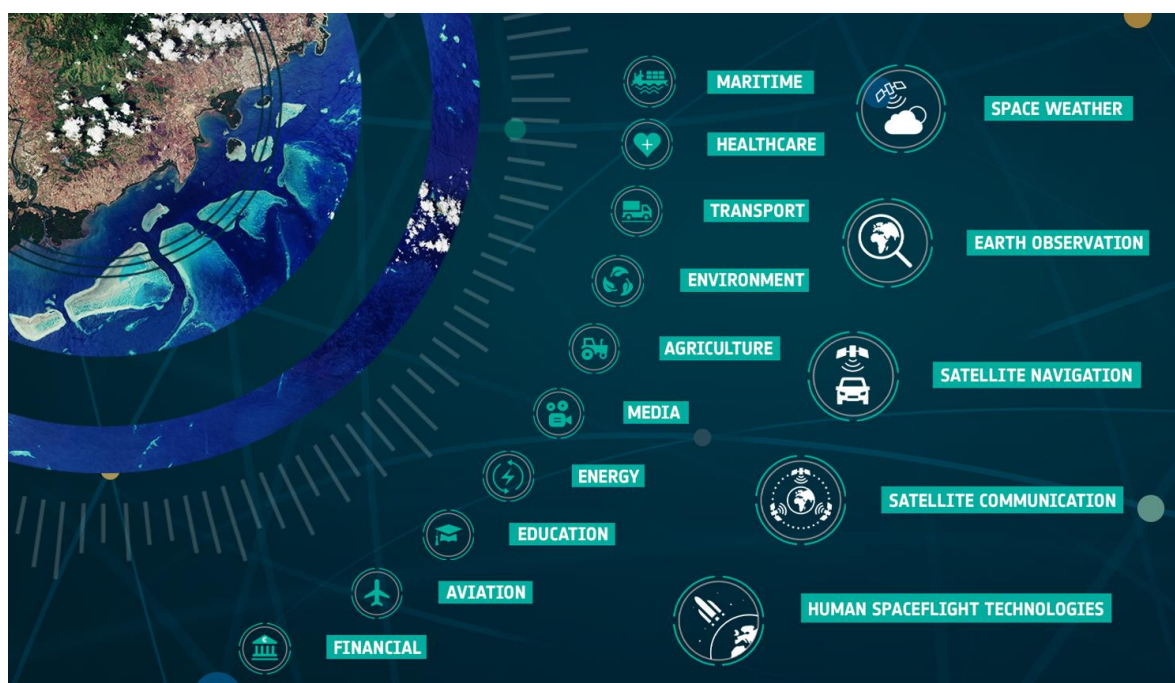 MARITIME
HEALTHCARE
TRANSPORT
ENVIRONMENT
AGRICULTURE
MEDIA
ENERGY
EDUCATION
AVIATION
FINANCIAL
SPACE WEATHER
EARTH OBSERVATION
SATELLITE NAVIGATION
SATELLITE COMMUNICATION
HUMAN SPACEFLIGHT TECHNOLOGIES